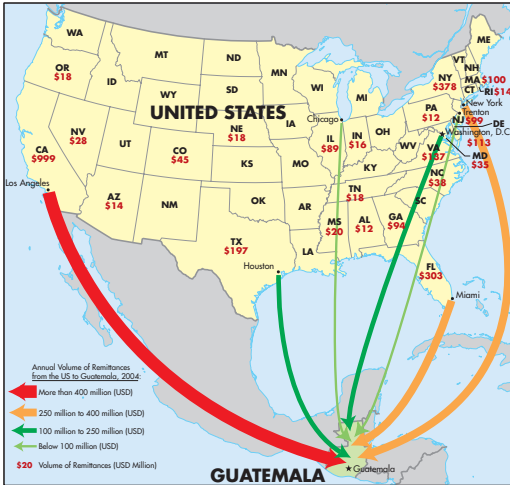 WA
ME
MT
ND
VT
OR
$18
MN
NH
ID
SD
WI
NY
$378
MA $100
CT
RI $14
WY
MI
New York
UNITED STATES
Chicago
PA
$12
Trenton
NJ
$99
DE
NV
$28
NE
$18
IA
IL
$89
IN
$16
OH
Washington, D.C
$113
CA
$999
UT
CO
$45
WV
VA
$137
MD
$35
KS
MO
KY
NC
$38
Los Angeles
TN
$18
AZ
$14
NM
OK
AR
SC
MS
$20
AL
$12
GA
$94
TX
$197
LA
Houston
FL
$303
Miami
Annual Volume of Remittances
from the US to Guatemala, 2004:
More than 400 million (USD)
250 million to 400 million (USD)
100 million to 250 million (USD)
Below 100 million (USD)
$20 Volume of Remittances (USD Million)
Guatemala
GUATEMALA